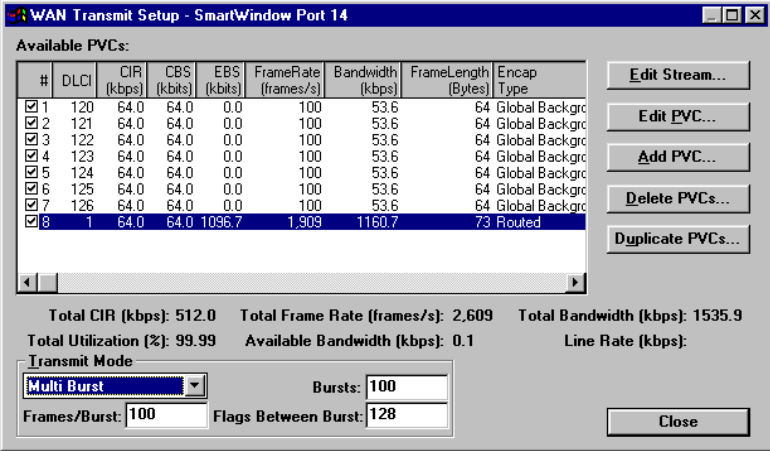 WAN Transmit Setup - SmartWindow Port 14
Available PVCs:
# DLCI CIR (kbps) CBS (kbits) EBS (kbits) FrameRate (frames/s) Bandwidth (kbps) FrameLength (Bytes) Encap Type
1 120 64.0 64.0 0.0 100 53.6 64 Global Backgro
2 121 64.0 64.0 0.0 100 53.6 64 Global Backgro
3 122 64.0 64.0 0.0 100 53.6 64 Global Backgro
4 123 64.0 64.0 0.0 100 53.6 64 Global Backgro
5 124 64.0 64.0 0.0 100 53.6 64 Global Backgro
6 125 64.0 64.0 0.0 100 53.6 64 Global Backgro
7 126 64.0 64.0 0.0 100 53.6 64 Global Backgro
8 1 64.0 64.0 1096.7 1,909 1160.7 73 Routed
Edit Stream...
Edit PVC...
Add PVC...
Delete PVCs...
Duplicate PVCs...
Total CIR (kbps): 512.0 Total Frame Rate (frames/s): 2,609 Total Bandwidth (kbps): 1535.9
Total Utilization (%): 99.99 Available Bandwidth (kbps): 0.1 Line Rate (kbps):
Transmit Mode
Multi Burst Bursts: 100
Frames/Burst: 100 Flags Between Burst: 128
Close